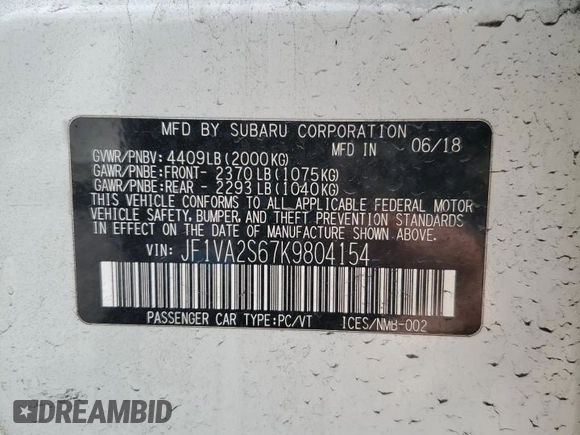 MFD BY SUBARU CORPORATION
GVWR/PNBV: 4409LB(2000KG) MFD IN 06/18
GAWR/PNBE:FRONT- 2370LB(1075KG)
GAWR/PNBE:REAR - 2293LB(1040KG)
THIS VEHICLE CONFORMS TO ALL APPLICABLE FEDERAL MOTOR
VEHICLE SAFETY, BUMPER, AND THEFT PREVENTION STANDARDS
IN EFFECT ON THE DATE OF MANUFACTURE SHOWN ABOVE.
VIN: JF1VA2S67K9804154
PASSENGER CAR TYPE:PC/VT ICES/NMB-002
DREAMBID